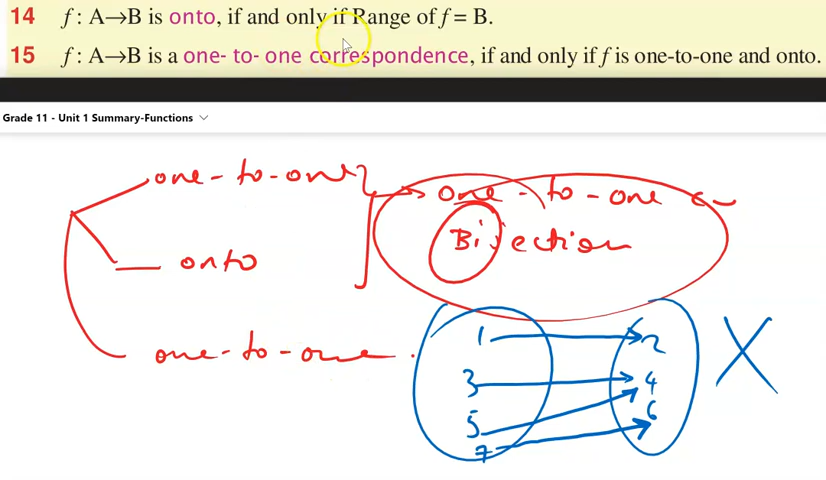 14 f : A→B is onto, if and only if Range of f = B.
15 f : A→B is a one- to- one correspondence, if and only if f is one-to-one and onto.
Grade 11 - Unit 1 Summary-Functions
one-to-one
one-to-one
Bijection
onto
one-to-one
1 2
3 4
5 6
7